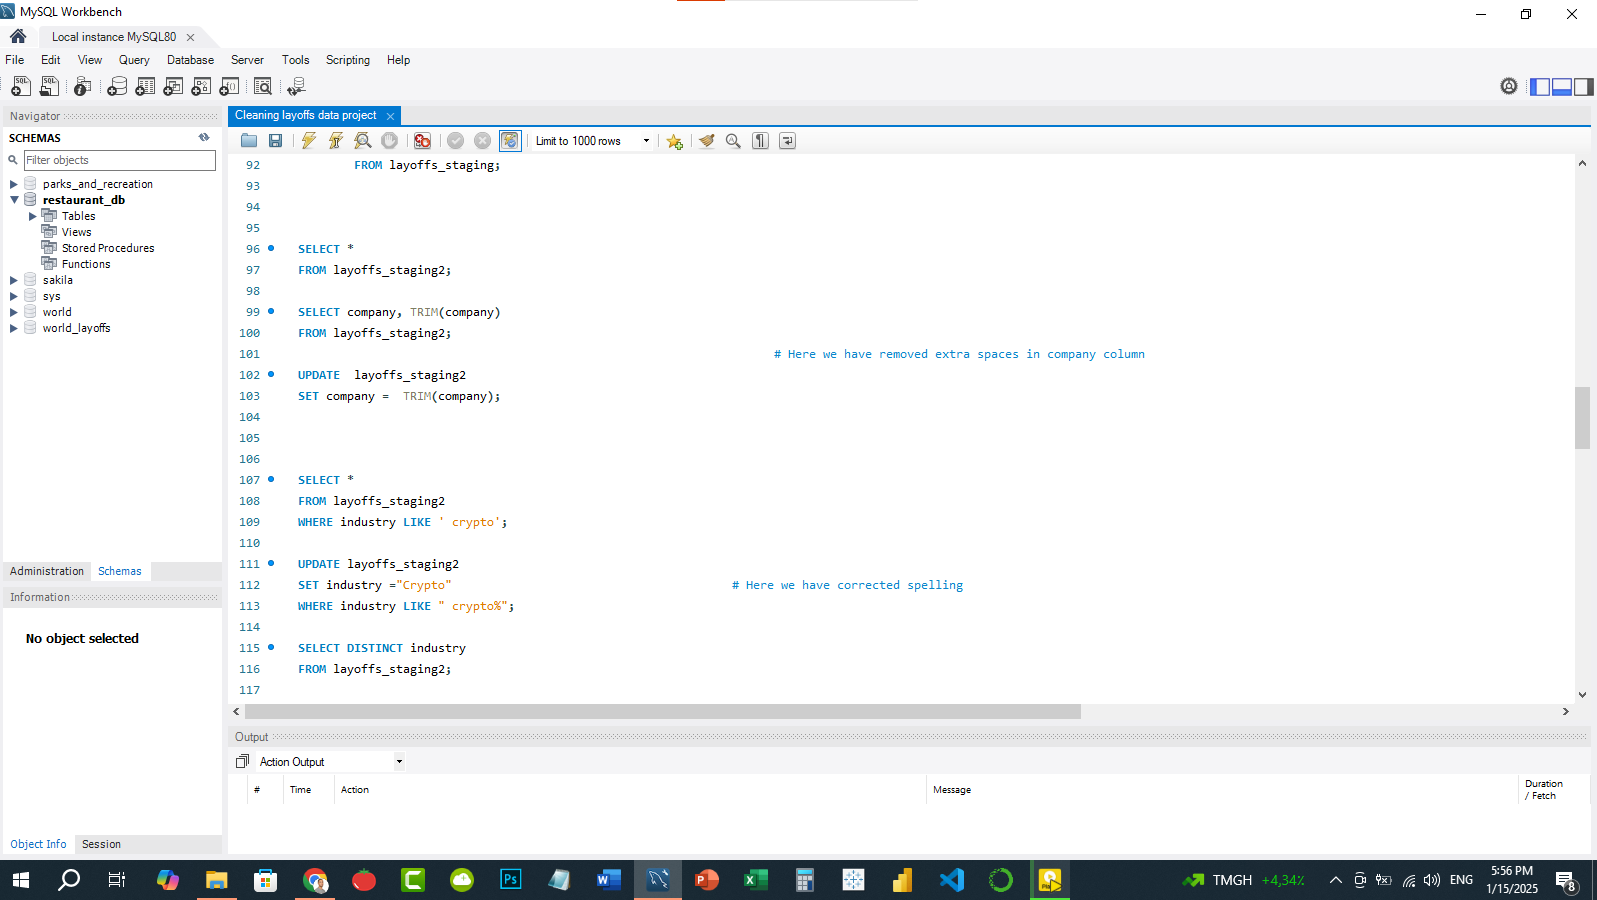 MySQL Workbench
Local instance MySQL80
File Edit View Query Database Server Tools Scripting Help
Navigator
SCHEMAS
Filter objects
parks_and_recreation
restaurant_db
Tables
Views
Stored Procedures
Functions
sakila
sys
world
world_layoffs
Administration Schemas
Information
No object selected
Object Info Session
Cleaning layoffs data project
Limit to 1000 rows
92 FROM layoffs_staging;
93
94
95
96 SELECT *
97 FROM layoffs_staging2;
98
99 SELECT company, TRIM(company)
100 FROM layoffs_staging2;
101 # Here we have removed extra spaces in company column
102 UPDATE layoffs_staging2
103 SET company = TRIM(company);
104
105
106
107 SELECT *
108 FROM layoffs_staging2
109 WHERE industry LIKE ' crypto';
110
111 UPDATE layoffs_staging2
112 SET industry ="Crypto" # Here we have corrected spelling
113 WHERE industry LIKE " crypto%";
114
115 SELECT DISTINCT industry
116 FROM layoffs_staging2;
117
Output
Action Output
# Time Action Message Duration / Fetch
TMGH +4,34% ENG 5:56 PM
1/15/2025
8